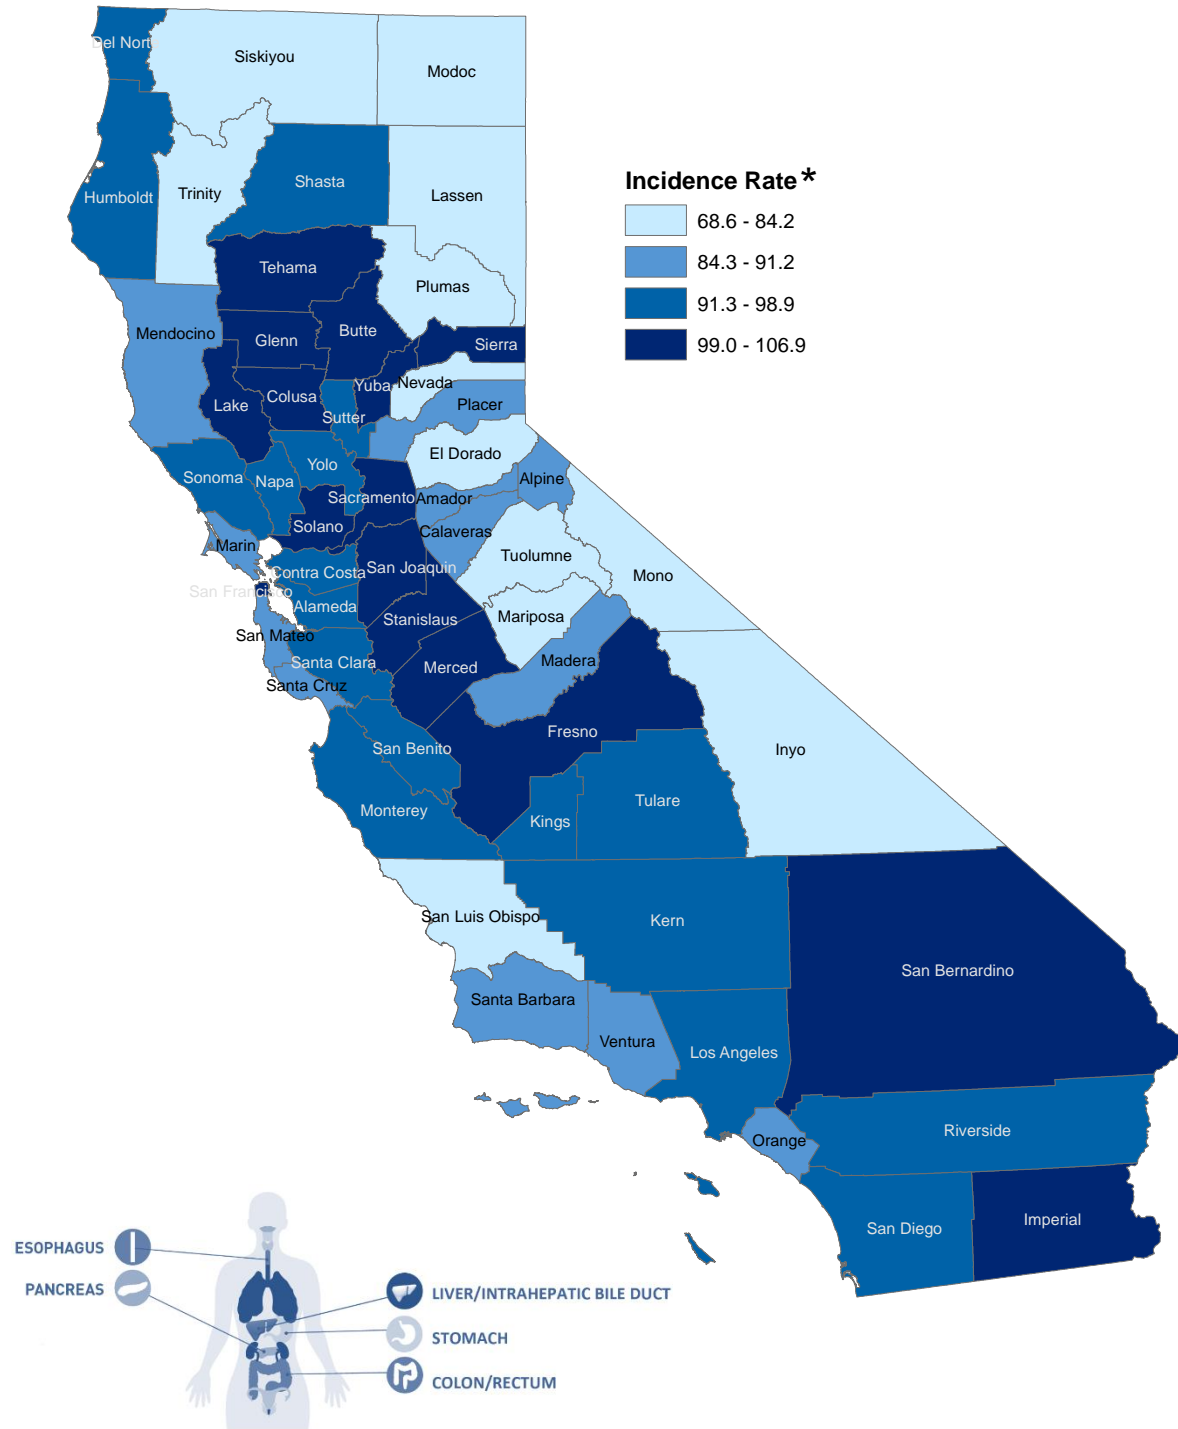 Del Norte
Siskiyou
Modoc
Humboldt
Trinity
Shasta
Lassen
Incidence Rate*
68.6 - 84.2
84.3 - 91.2
91.3 - 98.9
99.0 - 106.9
Tehama
Plumas
Mendocino
Glenn
Butte
Sierra
Lake
Colusa
Sutter
Yuba
Nevada
Placer
Sonoma
Napa
Yolo
El Dorado
Sacramento
Amador
Alpine
Solano
Calaveras
Marin
Contra Costa
San Joaquin
Tuolumne
Mono
San Francisco
Alameda
Stanislaus
Mariposa
San Mateo
Santa Clara
Merced
Madera
Santa Cruz
San Benito
Fresno
Inyo
Monterey
Kings
Tulare
San Luis Obispo
Kern
San Bernardino
Santa Barbara
Ventura
Los Angeles
Orange
Riverside
San Diego
Imperial
ESOPHAGUS
PANCREAS
LIVER/INTRAHEPATIC BILE DUCT
STOMACH
COLON/RECTUM